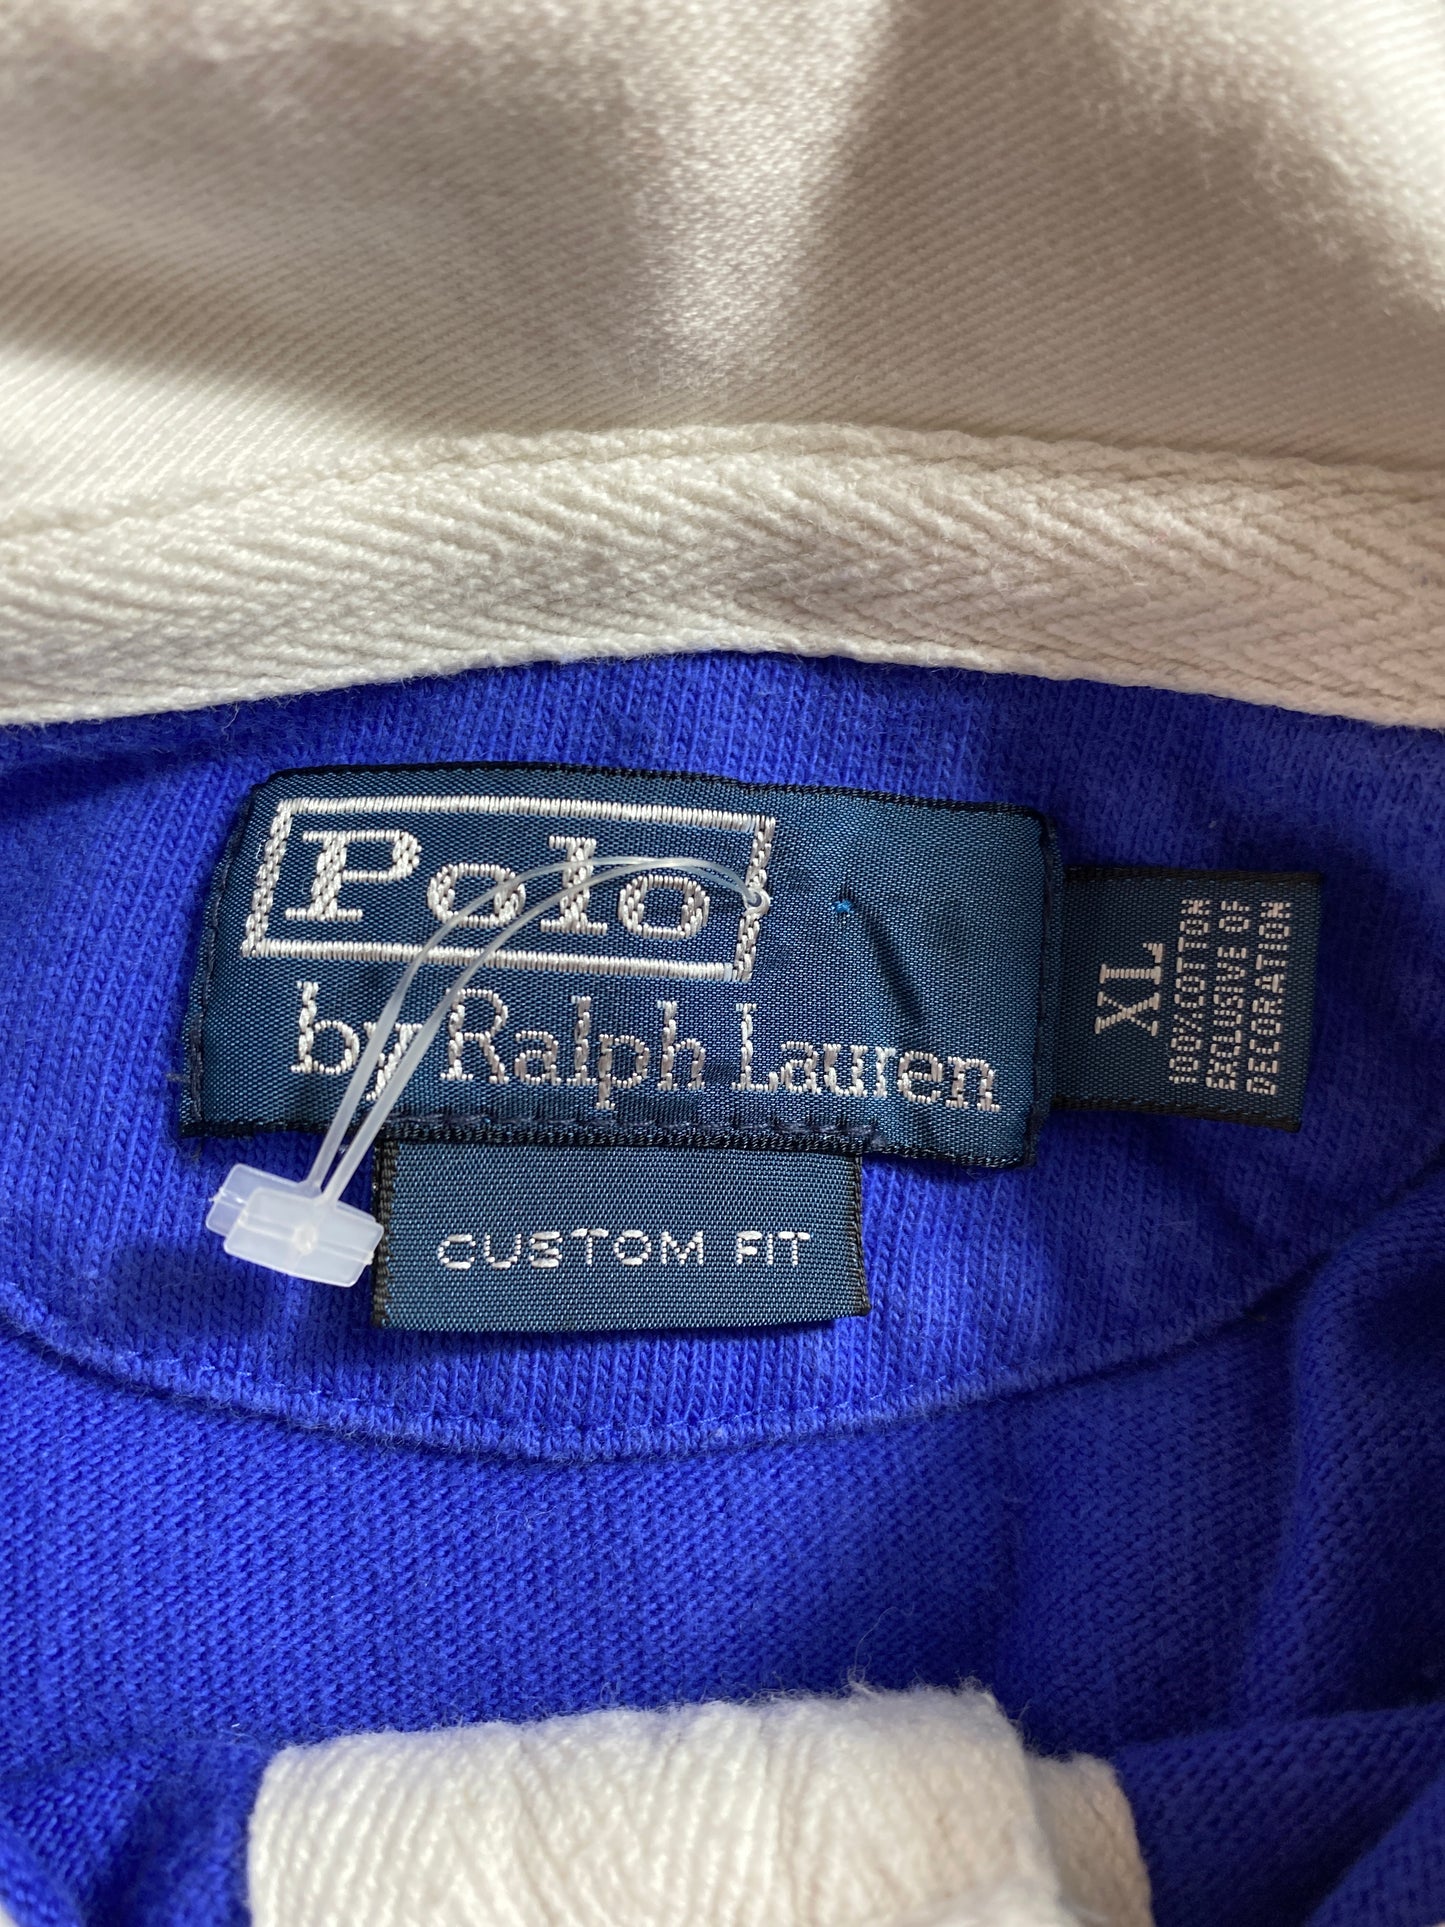 Polo
by Ralph Lauren
CUSTOM FIT
XL
100% COTTON
EXCLUSIVE OF
DECORATION